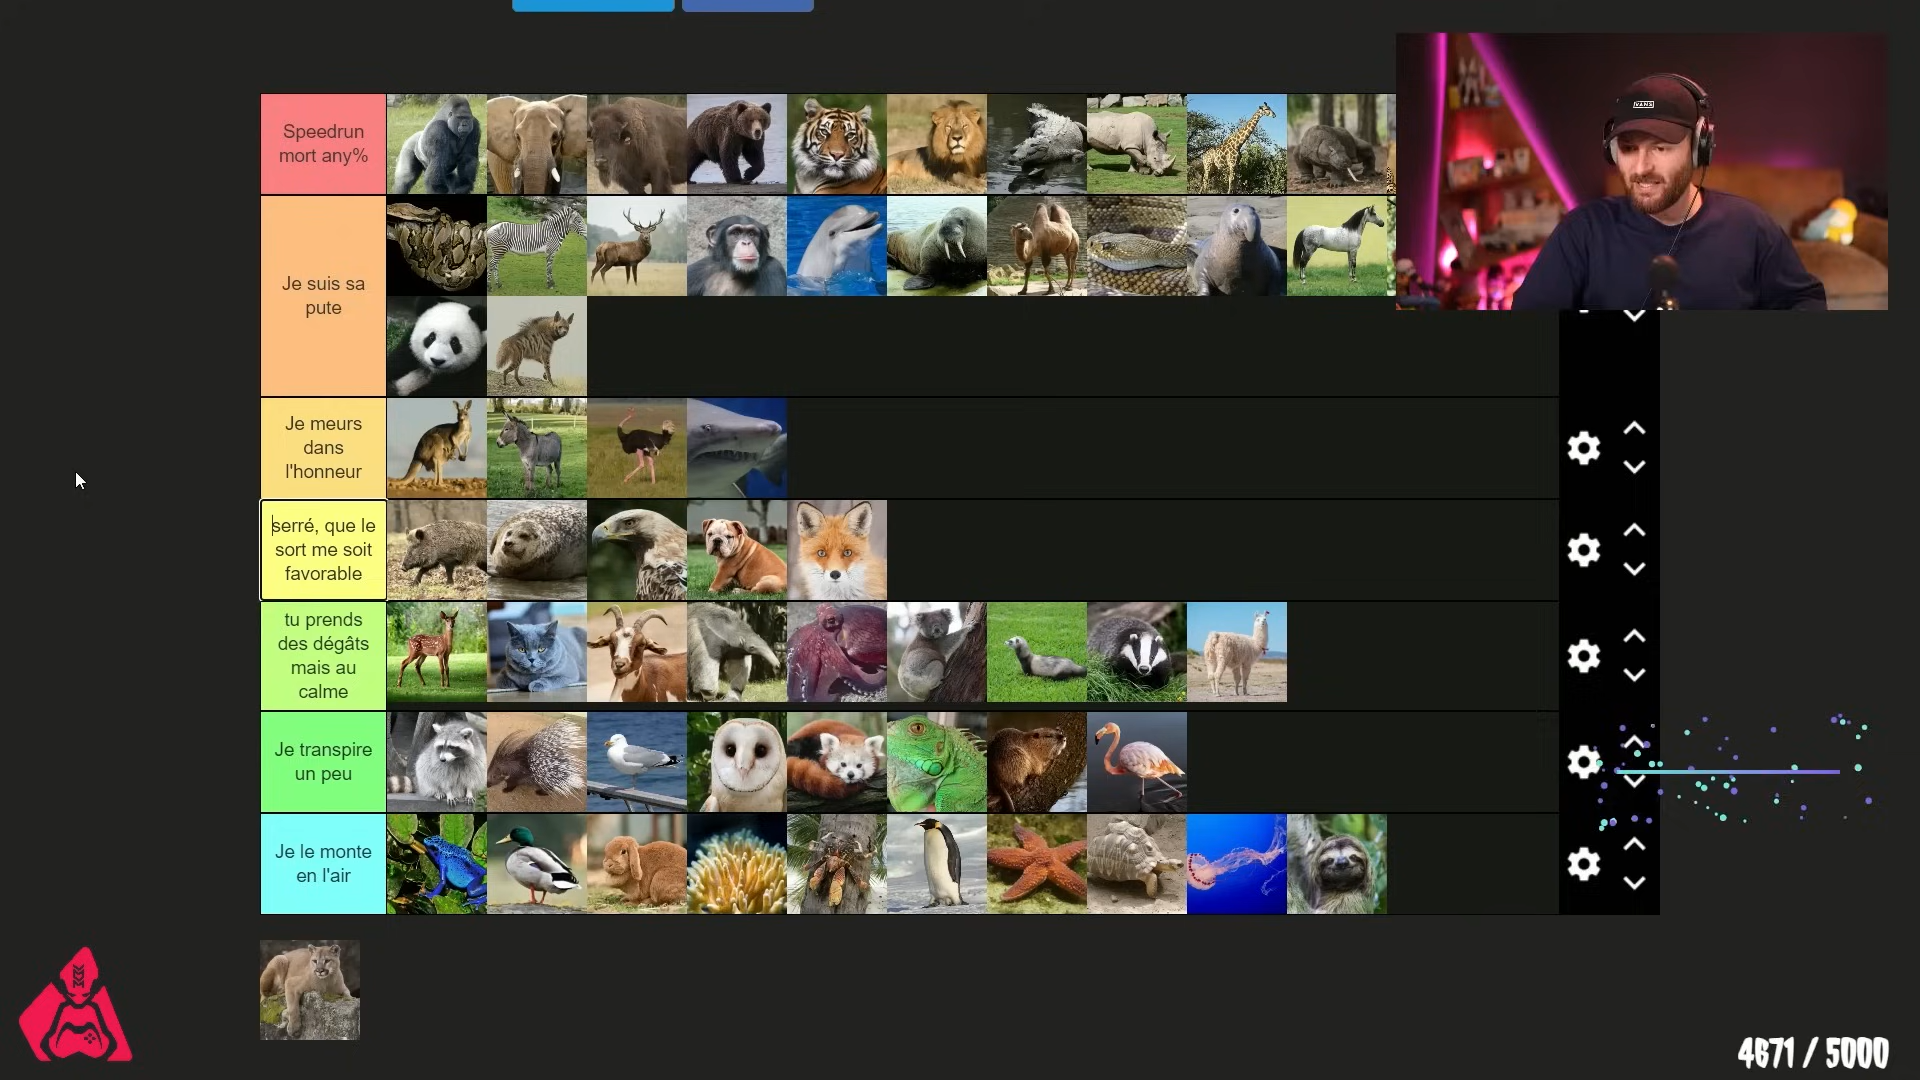 VANS
Speedrun
mort any%
Je suis sa
pute
Je meurs
dans
l'honneur
serré, que le
sort me soit
favorable
tu prends
des dégâts
mais au
calme
Je transpire
un peu
Je le monte
en l'air
4671 / 5000